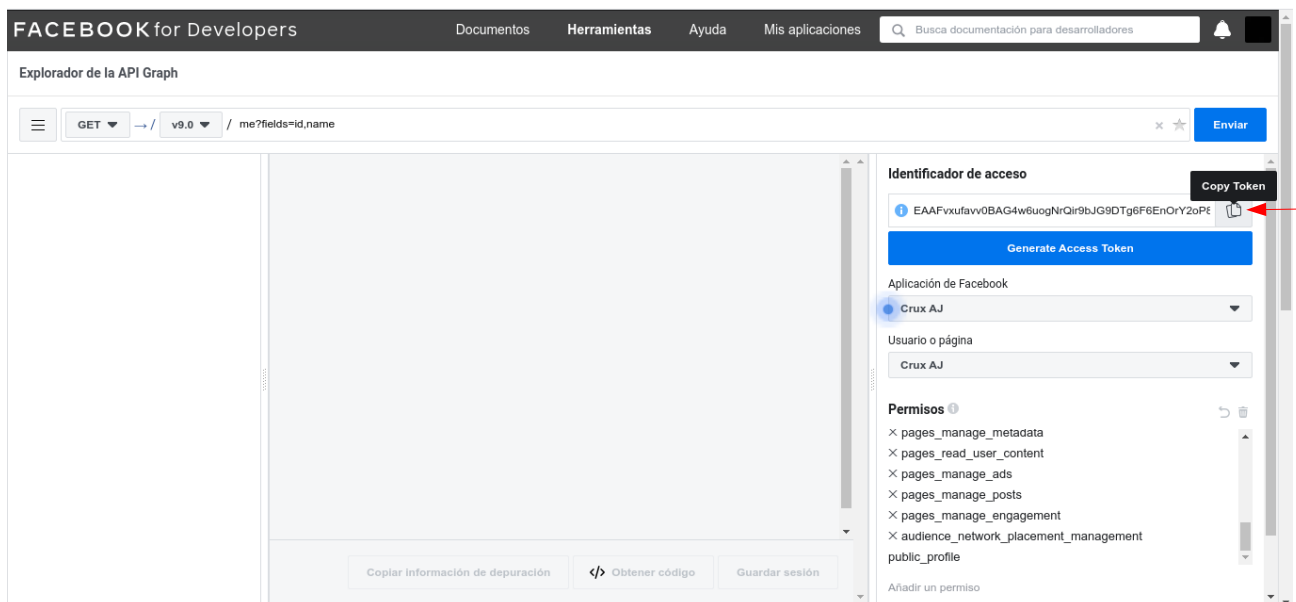 FACEBOOK for Developers
Documentos
Herramientas
Ayuda
Mis aplicaciones
Busca documentación para desarrolladores
Explorador de la API Graph
GET
→ /
v9.0
/ me?fields=id,name
Enviar
Identificador de acceso
Copy Token
EAAFvxufavv0BAG4w6uogNrQir9bJG9DTg6F6EnOrY2oP8
Generate Access Token
Aplicación de Facebook
Crux AJ
Usuario o página
Crux AJ
Permisos
pages_manage_metadata
pages_read_user_content
pages_manage_ads
pages_manage_posts
pages_manage_engagement
audience_network_placement_management
public_profile
Añadir un permiso
Copiar información de depuración
</> Obtener código
Guardar sesión